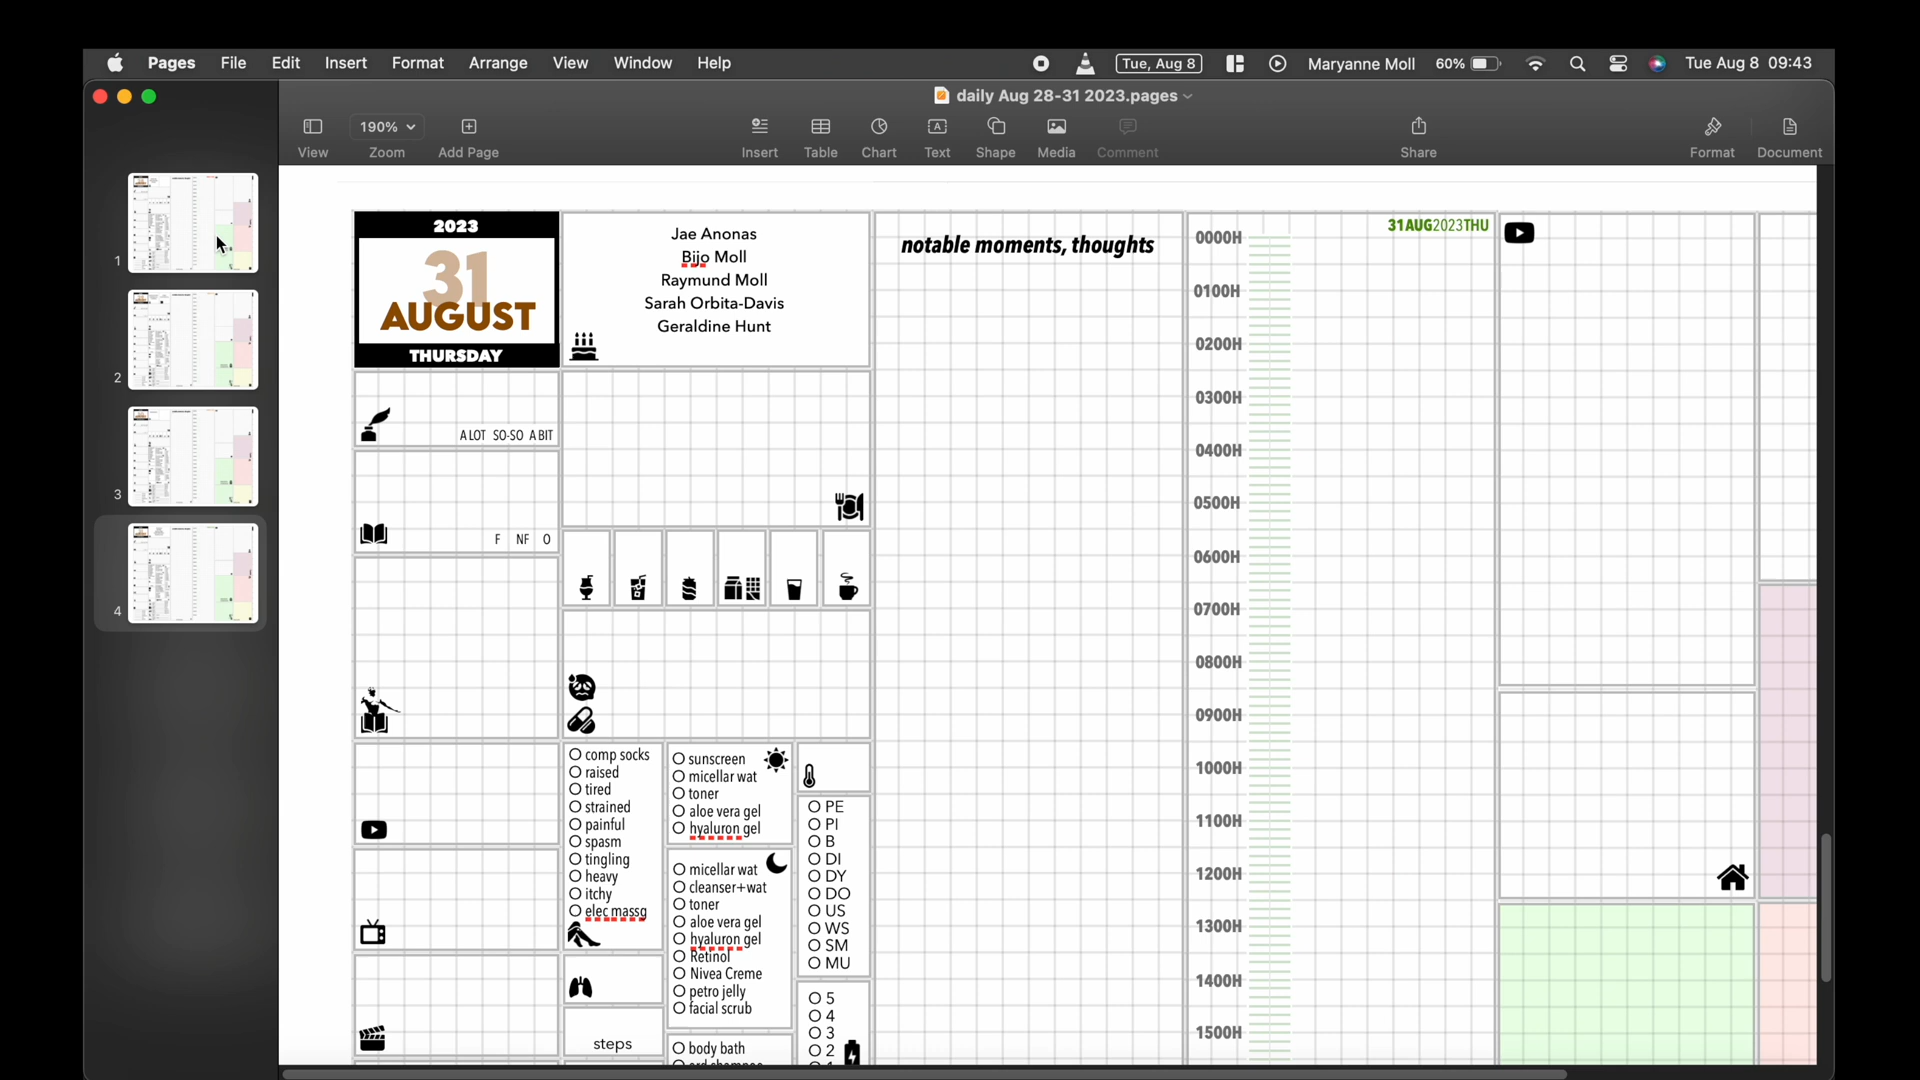 Pages File Edit Insert Format Arrange View Window Help
Tue, Aug 8
Maryanne Moll
60%
Tue Aug 8 09:43
daily Aug 28-31 2023.pages
190%
View
Zoom
Add Page
Insert
Table
Chart
Text
Shape
Media
Comment
Share
Format
Document
1
2
3
4
2023
31
AUGUST
THURSDAY
Jae Anonas
Bijo Moll
Raymund Moll
Sarah Orbita-Davis
Geraldine Hunt
A LOT SO-SO A BIT
F NF O
comp socks
raised
tired
strained
painful
spasm
tingling
heavy
itchy
elec massg
steps
sunscreen
micellar wat
toner
aloe vera gel
hyaluron gel
micellar wat
cleanser+wat
toner
aloe vera gel
hyaluron gel
Retinol
Nivea Creme
petro jelly
facial scrub
body bath
PE
PI
B
DI
DY
DO
US
WS
SM
MU
5
4
3
2
notable moments, thoughts
31AUG2023THU
0000H
0100H
0200H
0300H
0400H
0500H
0600H
0700H
0800H
0900H
1000H
1100H
1200H
1300H
1400H
1500H